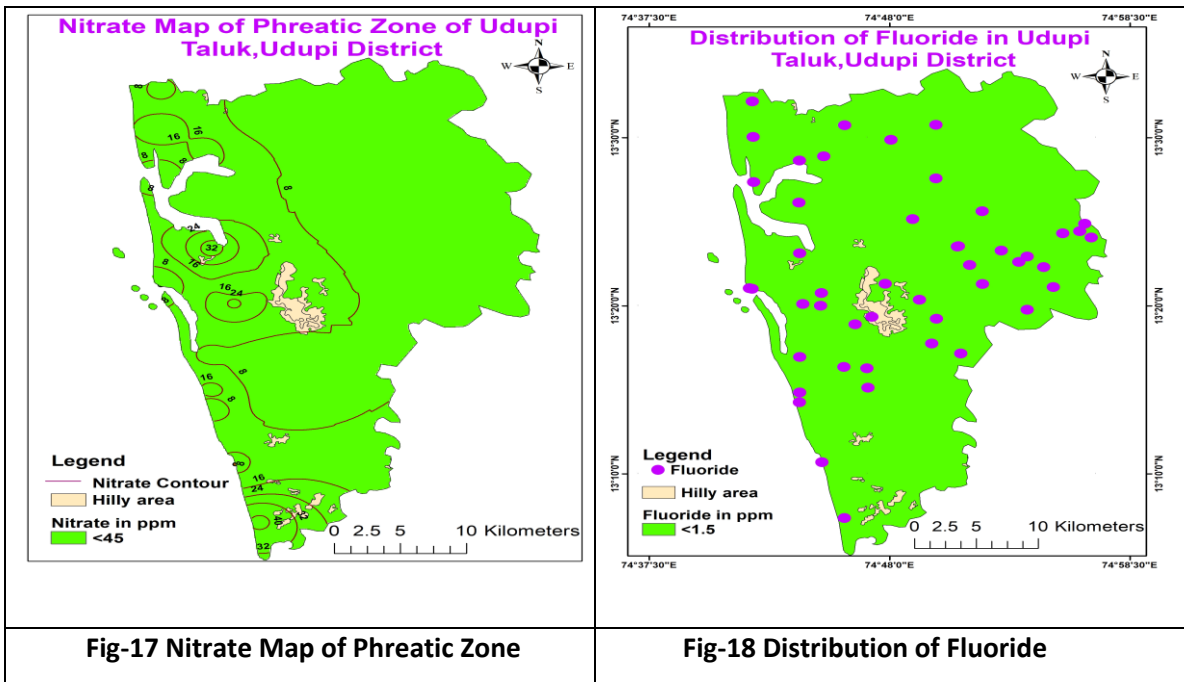 Nitrate Map of Phreatic Zone of Udupi
Taluk,Udupi District
N
W E
S
8
16
16
8
8
8
8
24
32
16
8
16
24
8
16
8
8
16
24
40
32
32
Legend
Nitrate Contour
Hilly area
Nitrate in ppm
<45
0 2.5 5 10 Kilometers
Fig-17 Nitrate Map of Phreatic Zone
74°37'30"E 74°48'0"E 74°58'30"E
Distribution of Fluoride in Udupi
Taluk,Udupi District
N
W E
S
13°30'0"N
13°20'0"N
13°10'0"N
13°30'0"N
13°20'0"N
13°10'0"N
Legend
Fluoride
Hilly area
Fluoride in ppm
<1.5
0 2.5 5 10 Kilometers
74°37'30"E 74°48'0"E 74°58'30"E
Fig-18 Distribution of Fluoride